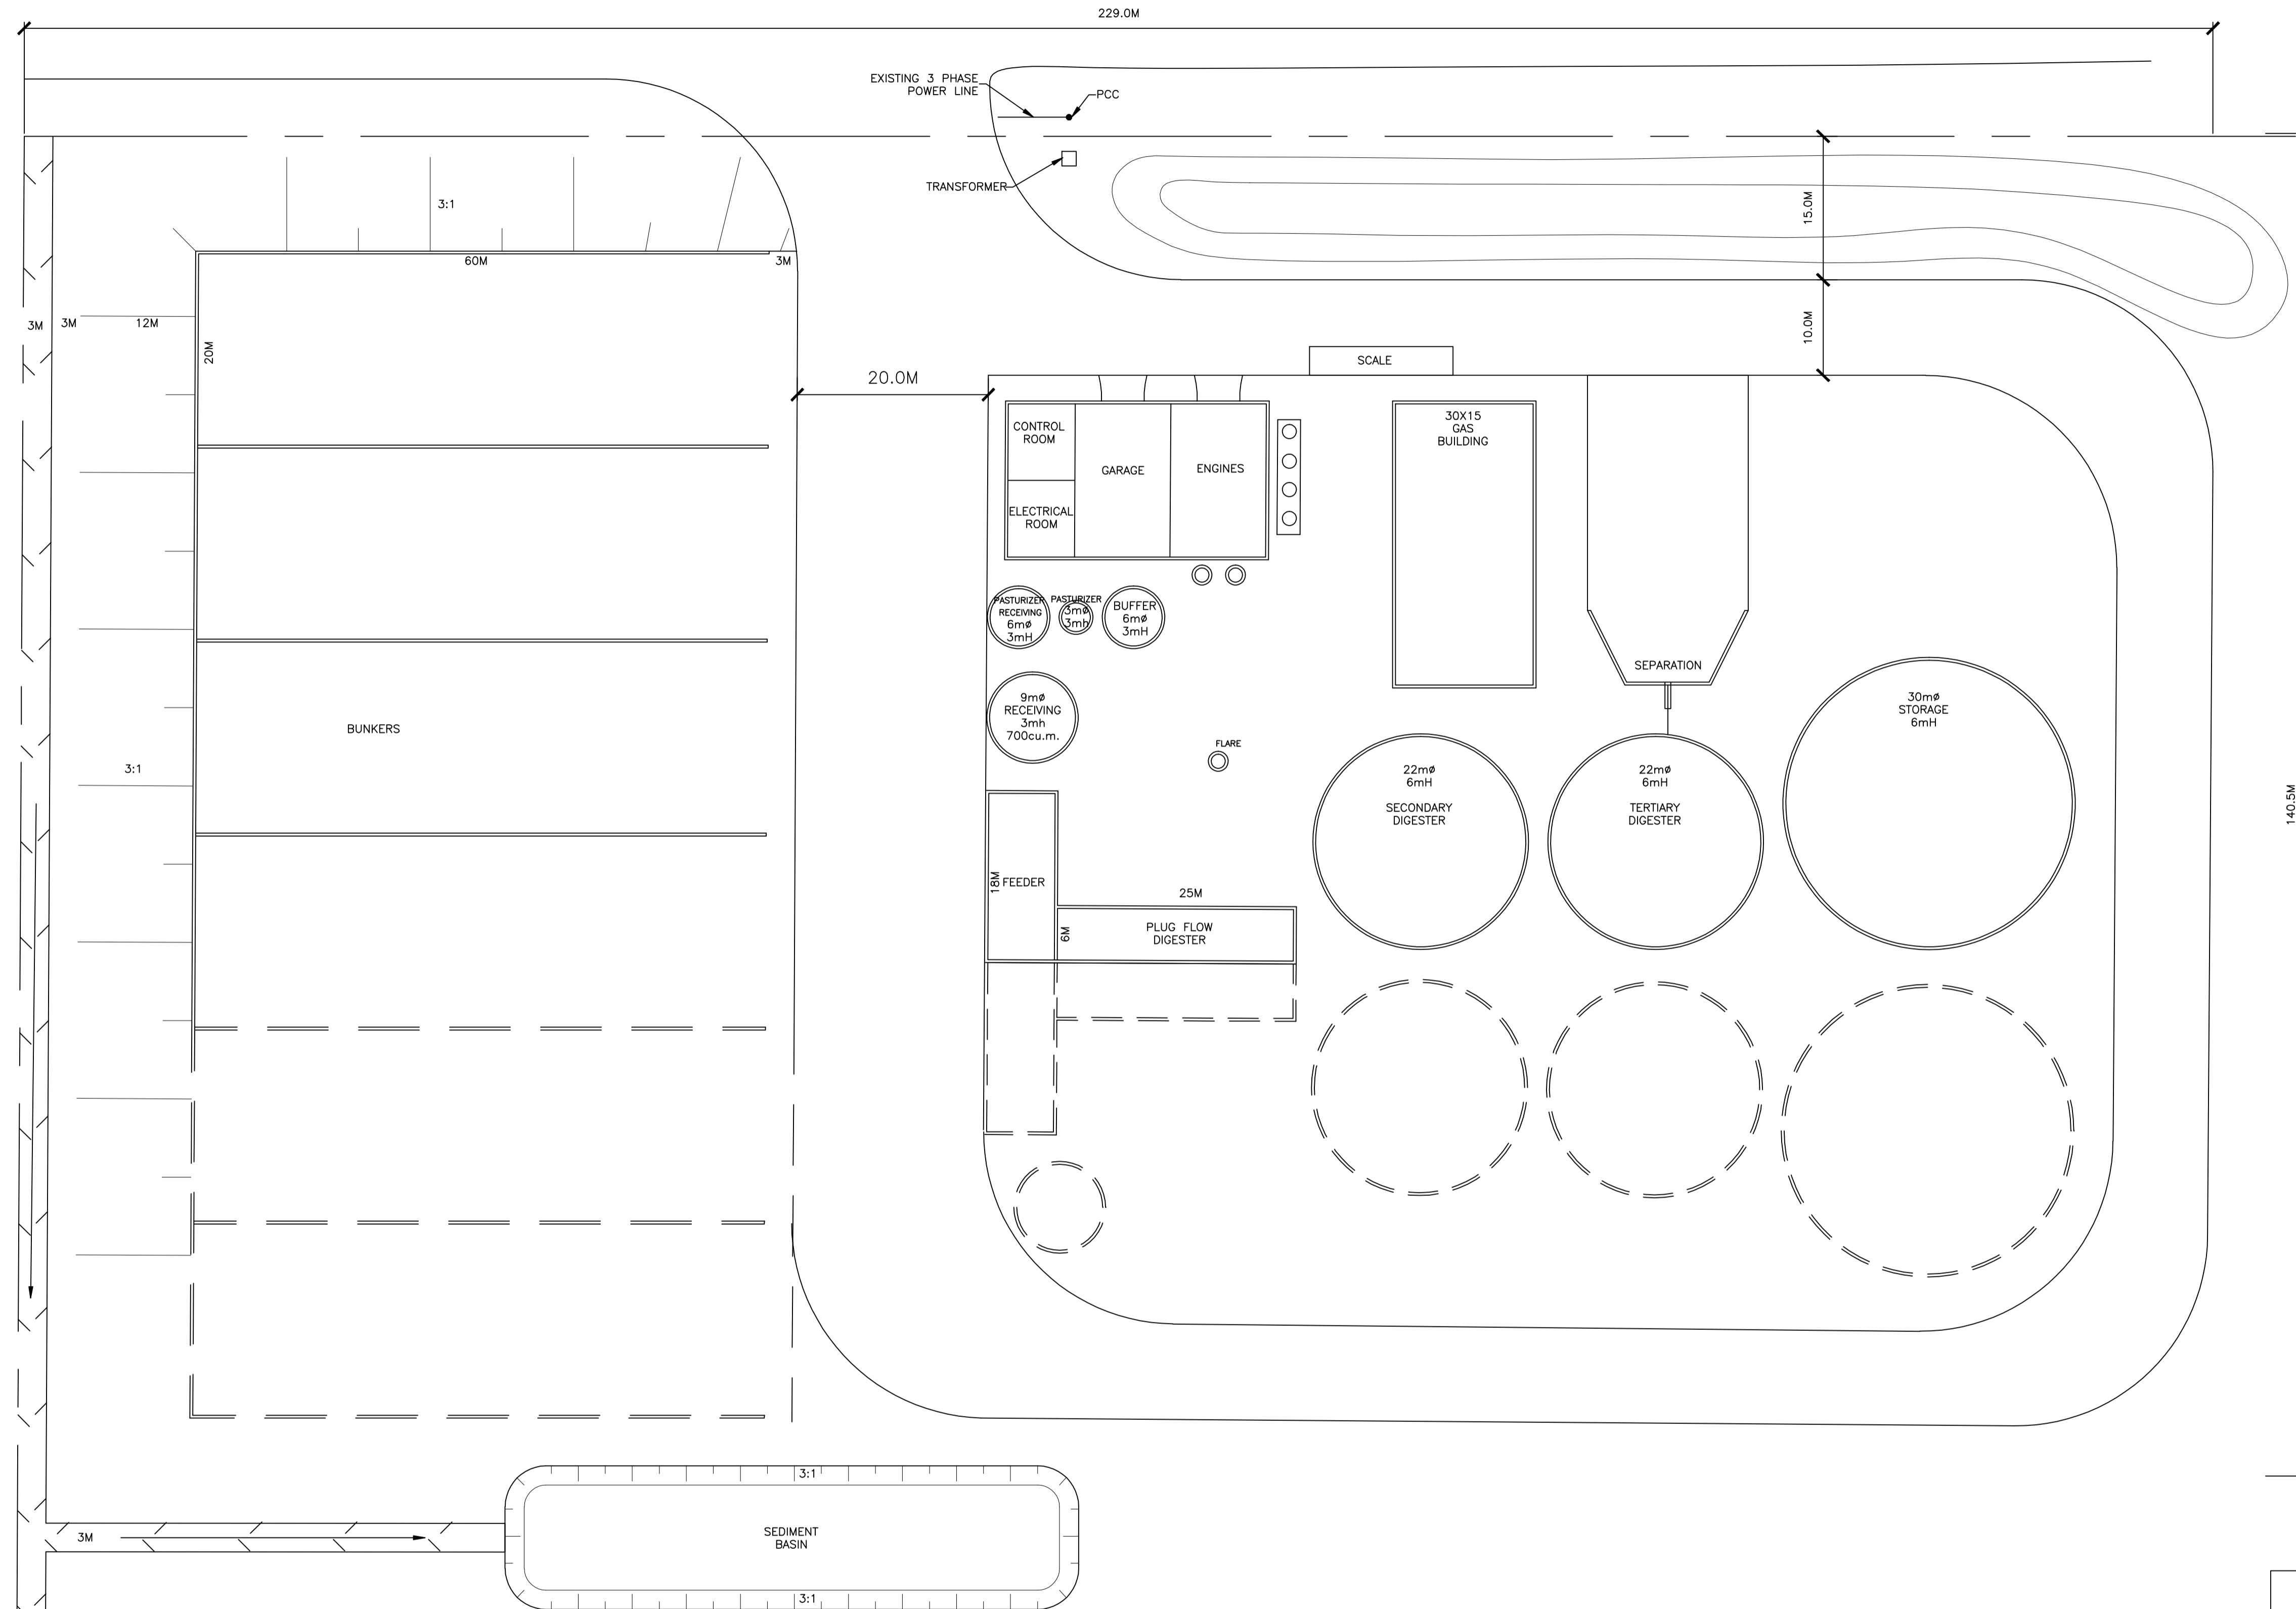 229.0M
EXISTING 3 PHASE
POWER LINE
PCC
TRANSFORMER
3:1
60M
3M
15.0M
10.0M
3M
3M
12M
20M
20.0M
SCALE
CONTROL
ROOM
ELECTRICAL
ROOM
GARAGE
ENGINES
30X15
GAS
BUILDING
PASTURIZER
RECEIVING
6mø
3mH
PASTURIZER
3mø
3mh
BUFFER
6mø
3mH
SEPARATION
9mø
RECEIVING
3mh
700cu.m.
FLARE
30mø
STORAGE
6mH
BUNKERS
3:1
22mø
6mH
SECONDARY
DIGESTER
22mø
6mH
TERTIARY
DIGESTER
140.5M
18M
FEEDER
25M
6M
PLUG FLOW
DIGESTER
3:1
3M
SEDIMENT
BASIN
3:1